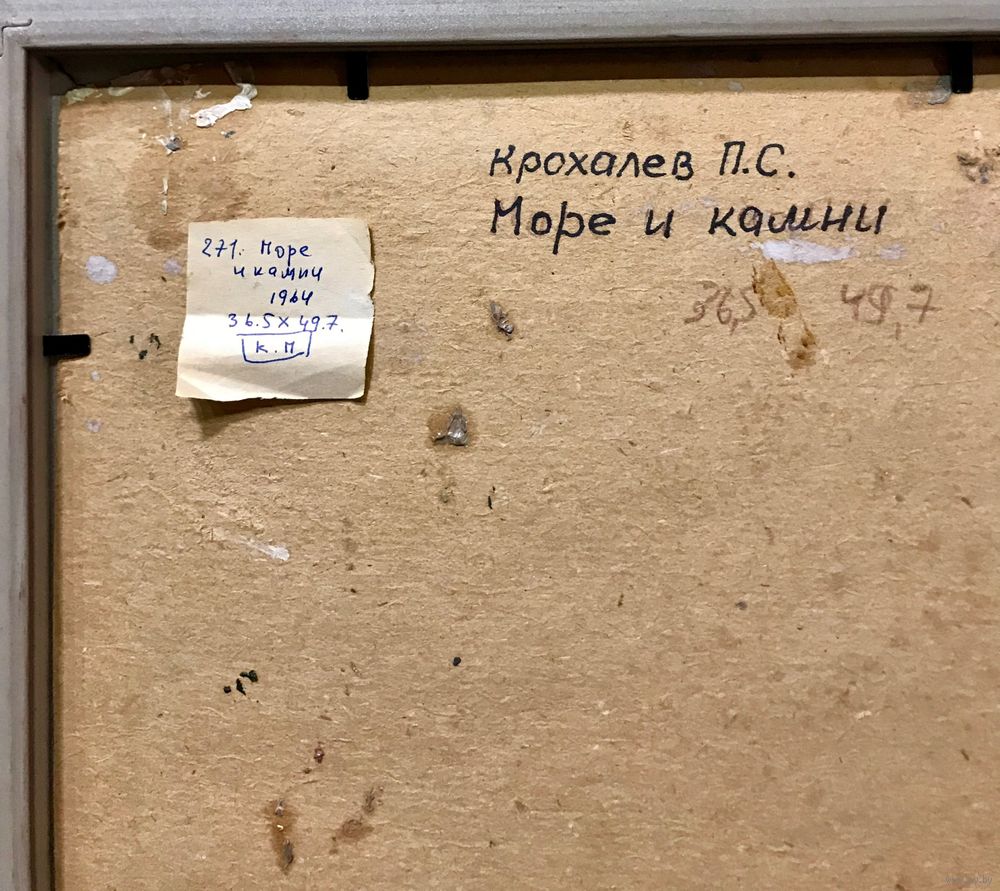 Крохалев П.С.
Море и камни
36,5 49,7
271. Море
и камни
1964
36.5 х 49.7.
К.М